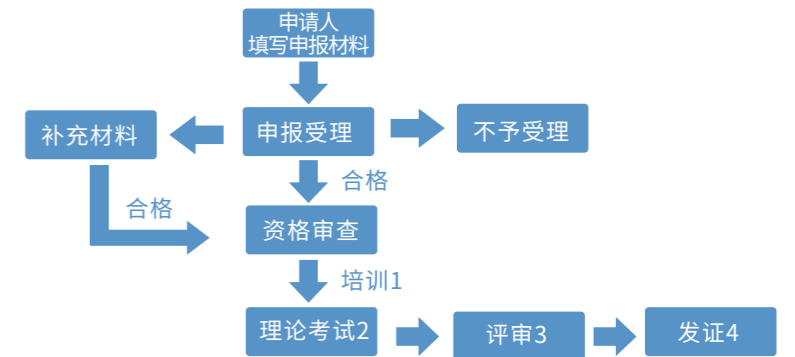 申请人
填写申报材料
补充材料
申报受理
不予受理
合格
合格
资格审查
培训1
理论考试2
评审3
发证4